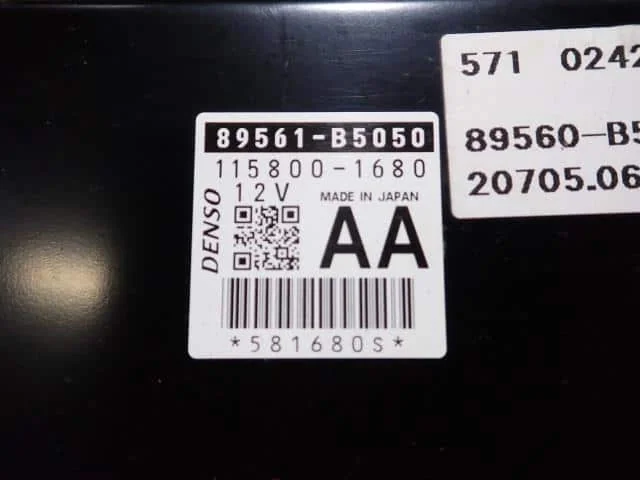 89561-B5050
115800-1680
12V
MADE IN JAPAN
DENSO
AA
*581680S*
571 0242
89560-B5
20705.06